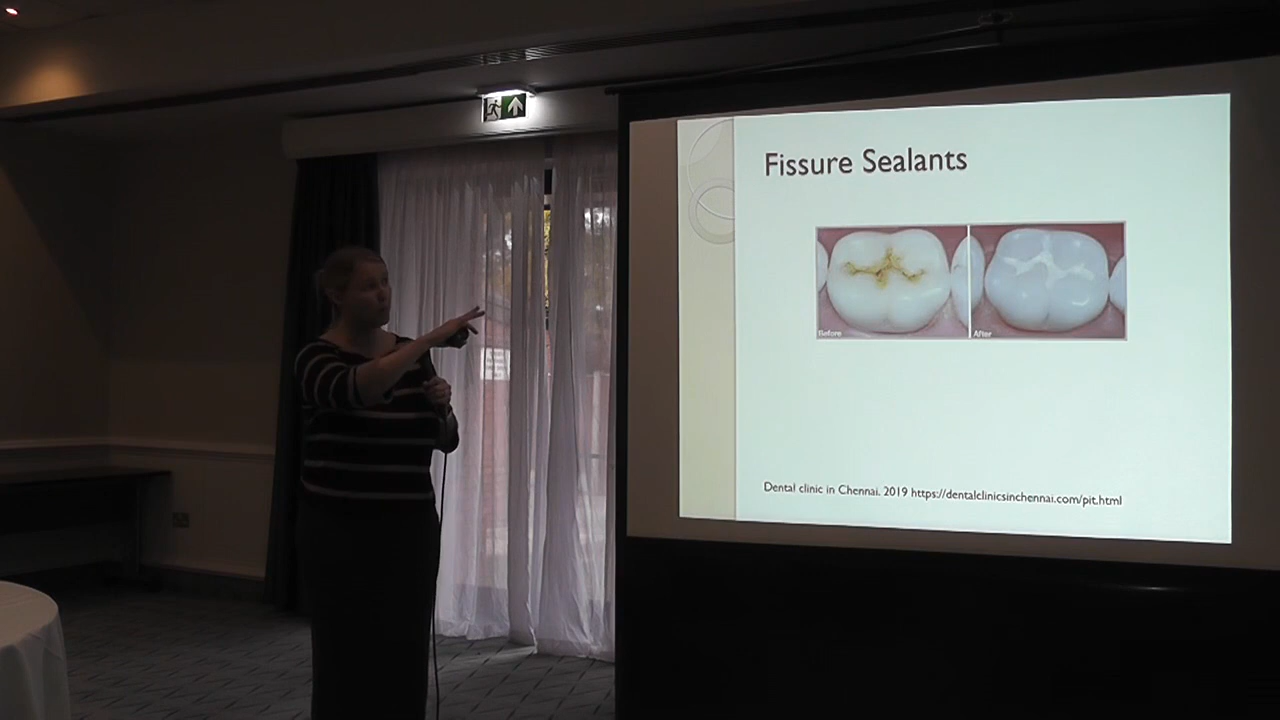 Fissure Sealants
Before
After
Dental clinic in Chennai. 2019 https://dentalclinicsinchennai.com/pit.html